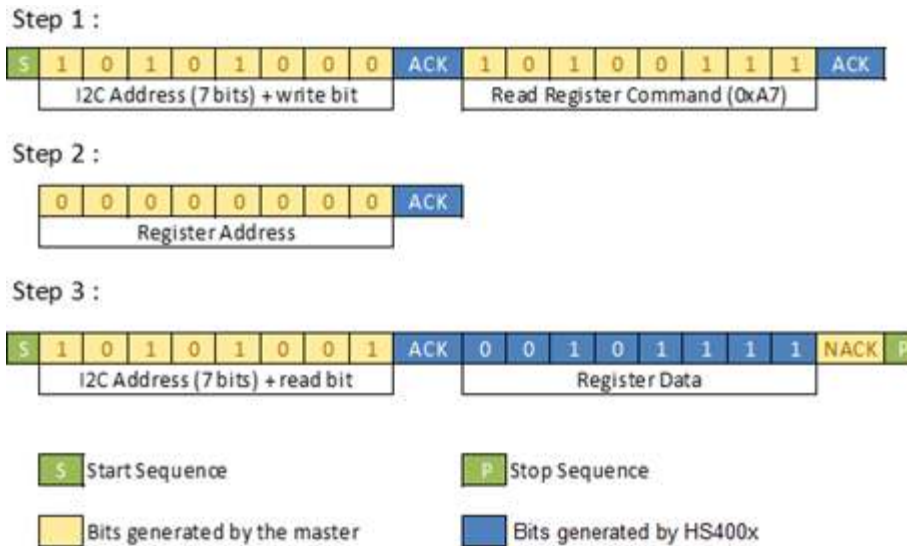 Step 1 :
S 1 0 1 0 1 0 0 0 ACK 1 0 1 0 0 1 1 1 ACK
I2C Address (7 bits) + write bit Read Register Command (0xA7)
Step 2 :
0 0 0 0 0 0 0 0 ACK
Register Address
Step 3 :
S 1 0 1 0 1 0 0 1 ACK 0 0 1 0 1 1 1 1 NACK P
I2C Address (7 bits) + read bit Register Data
S Start Sequence P Stop Sequence
Bits generated by the master Bits generated by HS400x